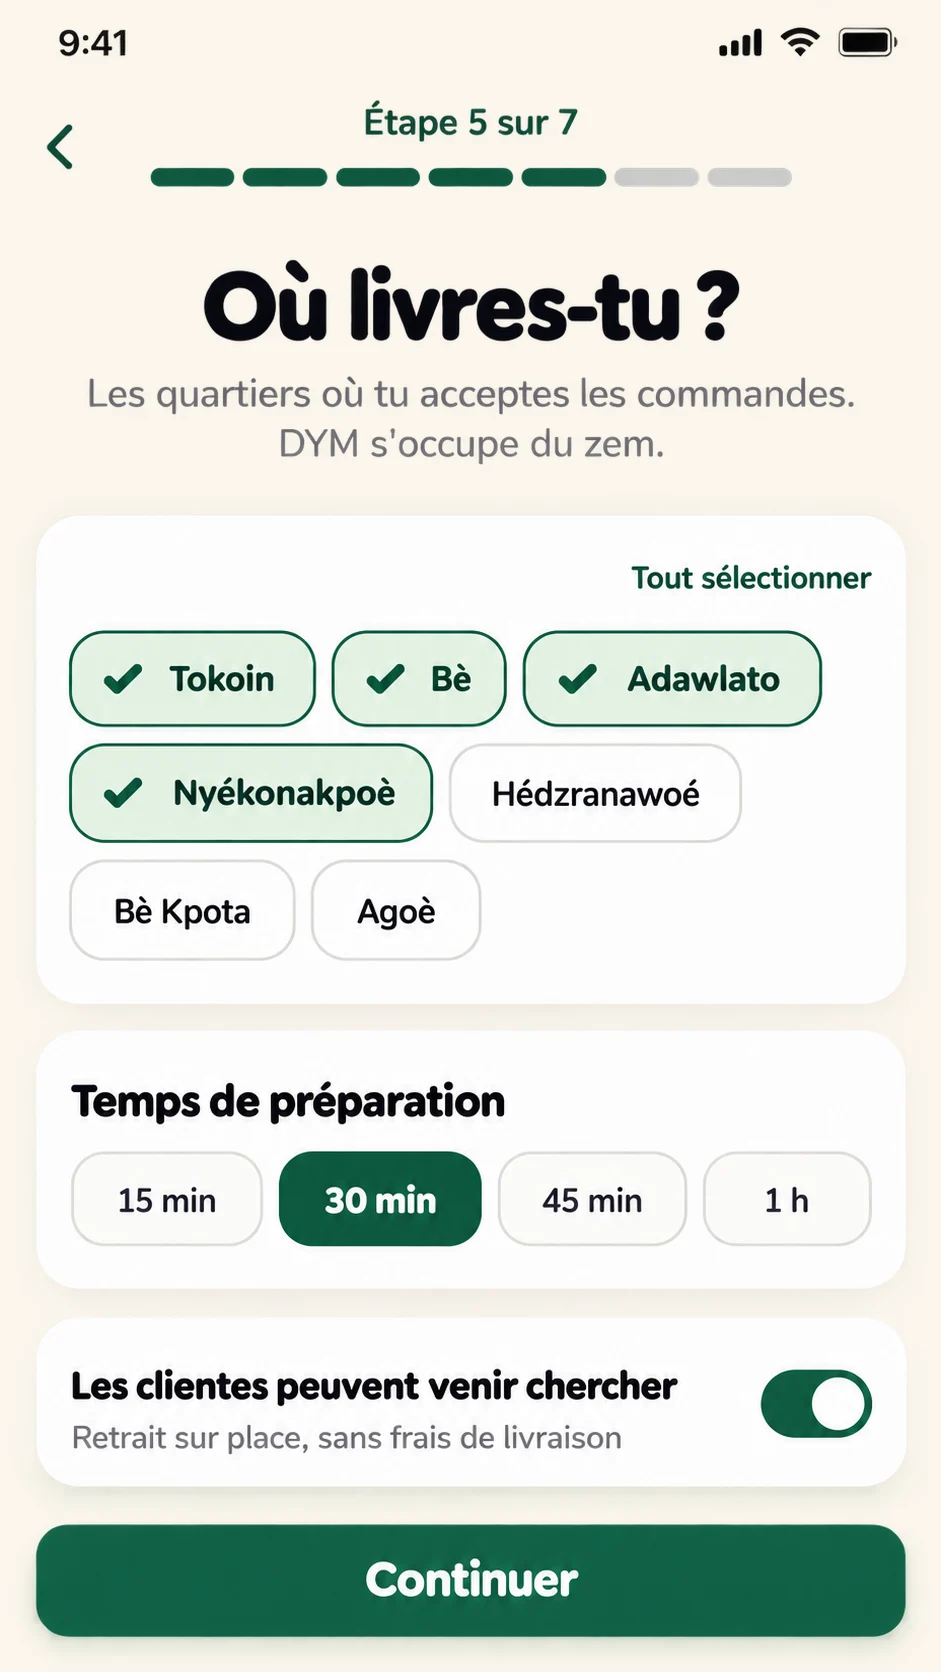 9:41
Étape 5 sur 7
Où livres-tu ?
Les quartiers où tu acceptes les commandes.
DYM s'occupe du zem.
Tout sélectionner
Tokoin Bè Adawlato
Nyékonakpoè Hédzranawoé
Bè Kpota Agoè
Temps de préparation
15 min 30 min 45 min 1 h
Les clientes peuvent venir chercher
Retrait sur place, sans frais de livraison
Continuer